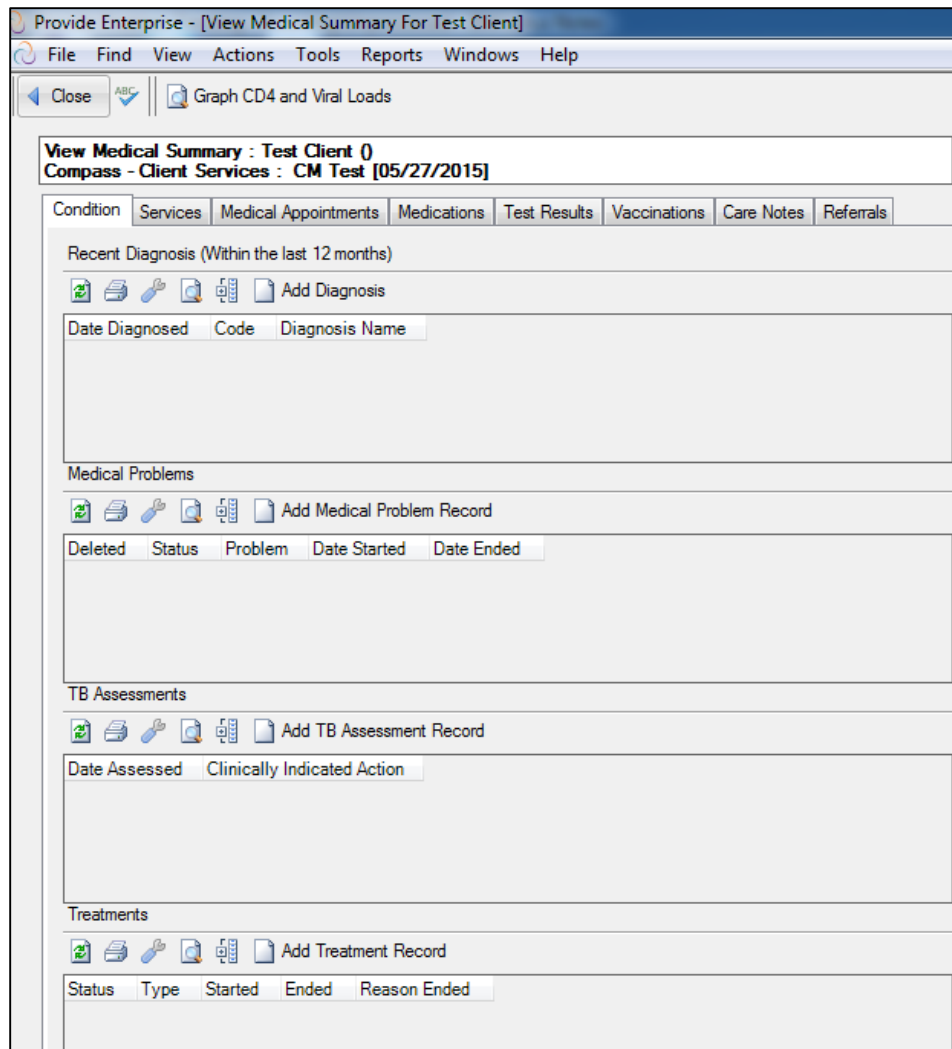 Provide Enterprise - [View Medical Summary For Test Client]
File Find View Actions Tools Reports Windows Help
Close ABC Graph CD4 and Viral Loads
View Medical Summary : Test Client ()
Compass - Client Services : CM Test [05/27/2015]
Condition Services Medical Appointments Medications Test Results Vaccinations Care Notes Referrals
Recent Diagnosis (Within the last 12 months)
Add Diagnosis
Date Diagnosed Code Diagnosis Name
Medical Problems
Add Medical Problem Record
Deleted Status Problem Date Started Date Ended
TB Assessments
Add TB Assessment Record
Date Assessed Clinically Indicated Action
Treatments
Add Treatment Record
Status Type Started Ended Reason Ended